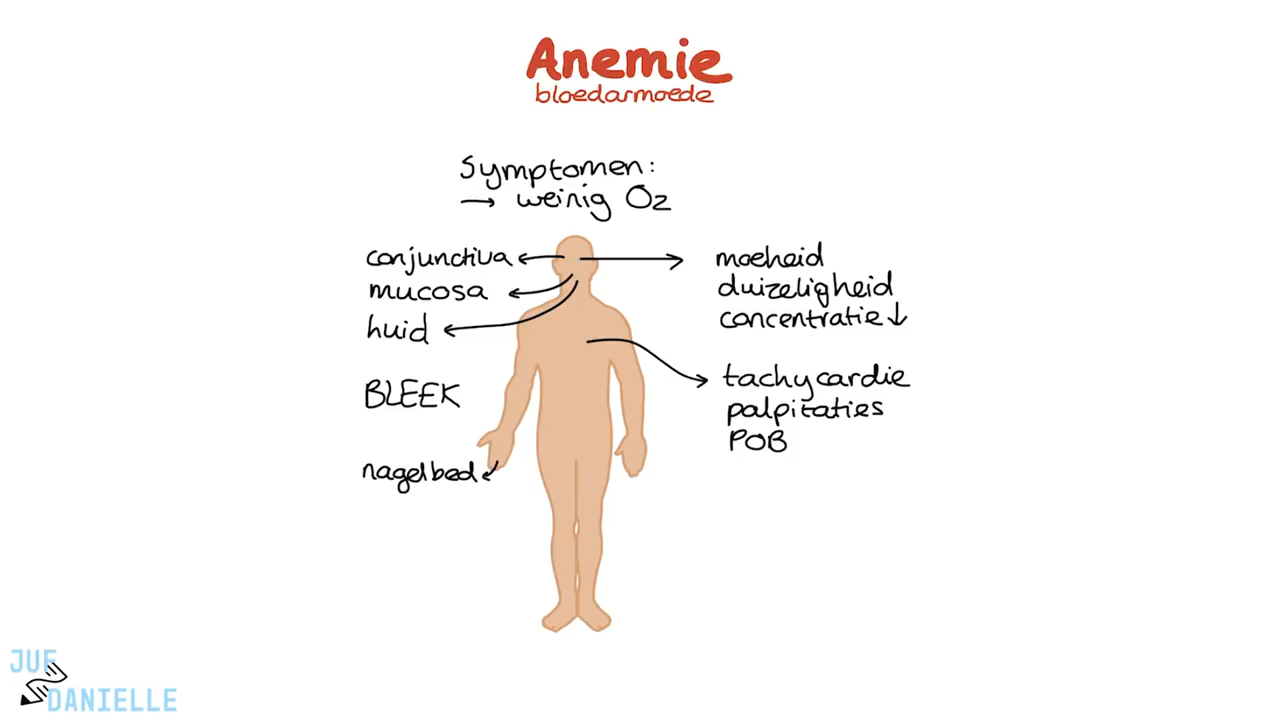 Anemie
bloedarmoede
Symptomen:
→ weinig O2
conjunctiva
mucosa
huid
BLEEK
nagelbed
moeheid
duizeligheid
concentratie↓
tachycardie
palpitaties
POB
JUF
DANIELLE